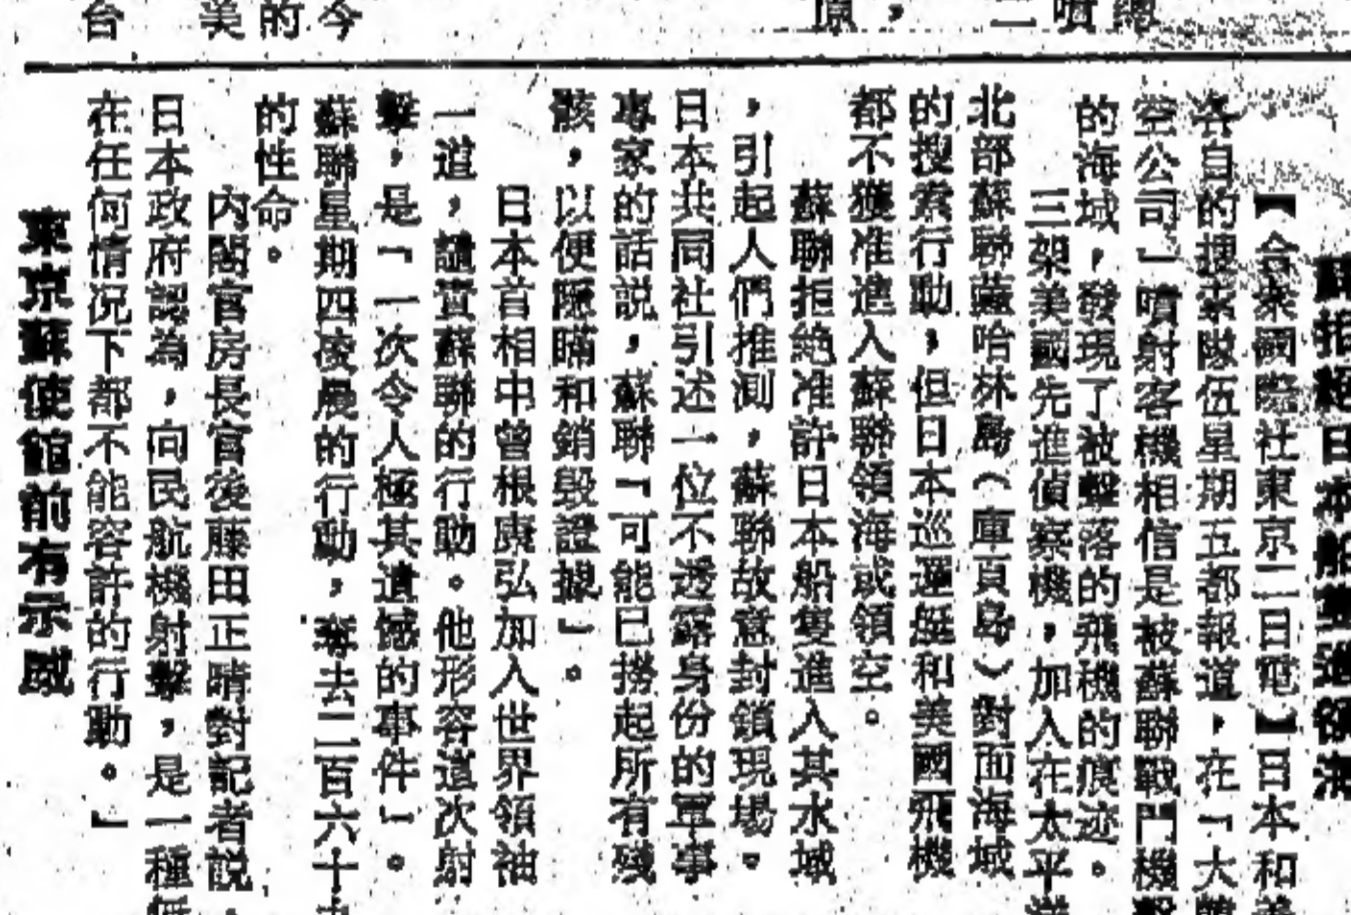 蘇拒絕日本船隻進領海
【合衆國際社東京二日電】日本和
各自的搜索隊伍星期五都報道，在「大韓
空公司」噴射客機相信是被蘇聯戰鬥機擊
的海域，發現了被擊落的飛機的痕迹。
三架美國先進偵察機，加入在太平洋
北部蘇聯薩哈林島（庫頁島）對面海域
的搜索行動，但日本巡邏艇和美國飛機
都不獲准進入蘇聯領海或領空。
蘇聯拒絶准許日本船隻進入其水域
，引起人們推測，蘇聯故意封鎖現場。
日本共同社引述一位不透露身份的軍事
專家的話説，蘇聯「可能已撈起所有殘
骸，以便隱瞞和銷毀證據」。
日本首相中曾根康弘加入世界領袖
一道，譴責蘇聯的行動。他形容這次射
擊，是「一次令人極其遺憾的事件」。
蘇聯星期四凌晨的行動，奪去二百六十
的性命。
內閣官房長官後藤田正晴對記者説，
日本政府認為，向民航機射擊，是一種
在任何情況下都不能容許的行動。」
東京蘇使館前有示威